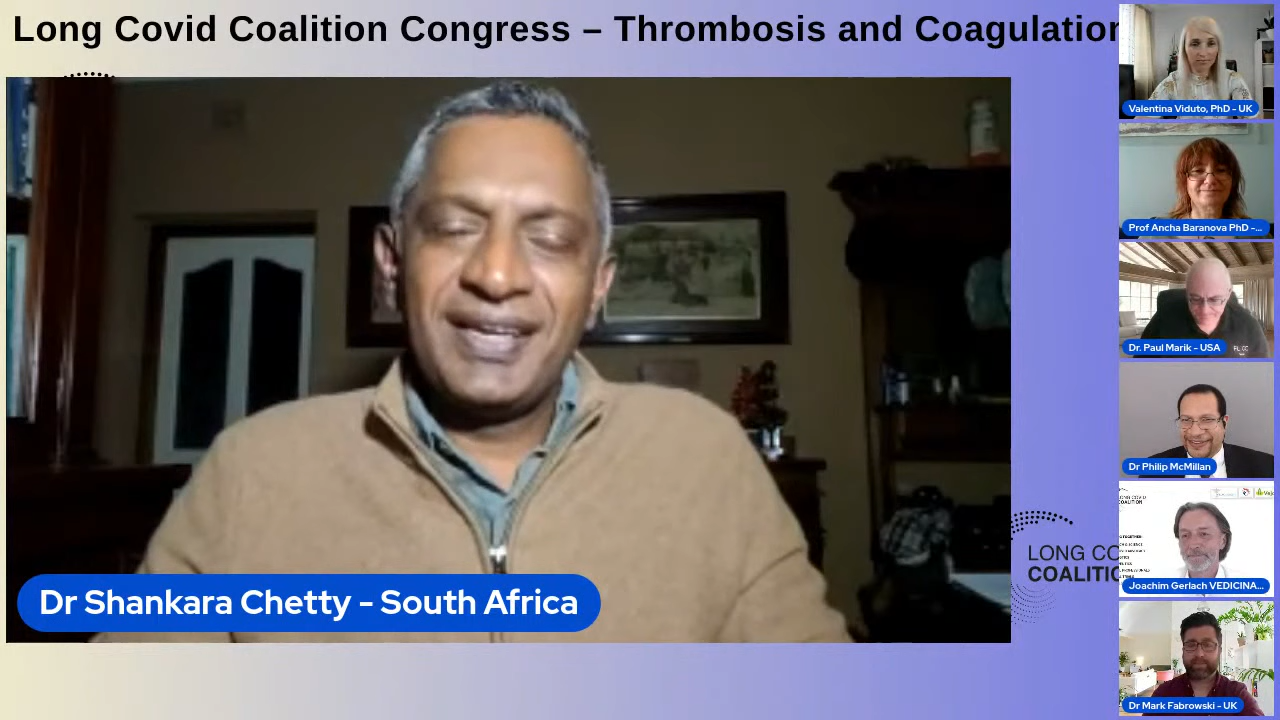 Long Covid Coalition Congress – Thrombosis and Coagulation
Dr Shankara Chetty - South Africa
LONG CO
COALITIO
Valentina Viduto, PhD - UK
Prof Ancha Baranova PhD -...
Dr. Paul Marik - USA
Dr Philip McMillan
Joachim Gerlach VEDICINA...
Dr Mark Fabrowski - UK